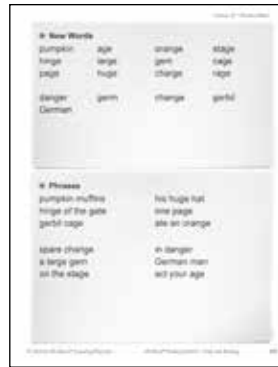 New Words
pumpkin age orange stage
hinge large gem cage
page huge charge rage
danger germ change gerbil
German
Phrases
pumpkin muffins his huge hat
hinge of the gate one page
gerbil cage ate an orange
spare change in danger
a large gem German man
on the stage act your age